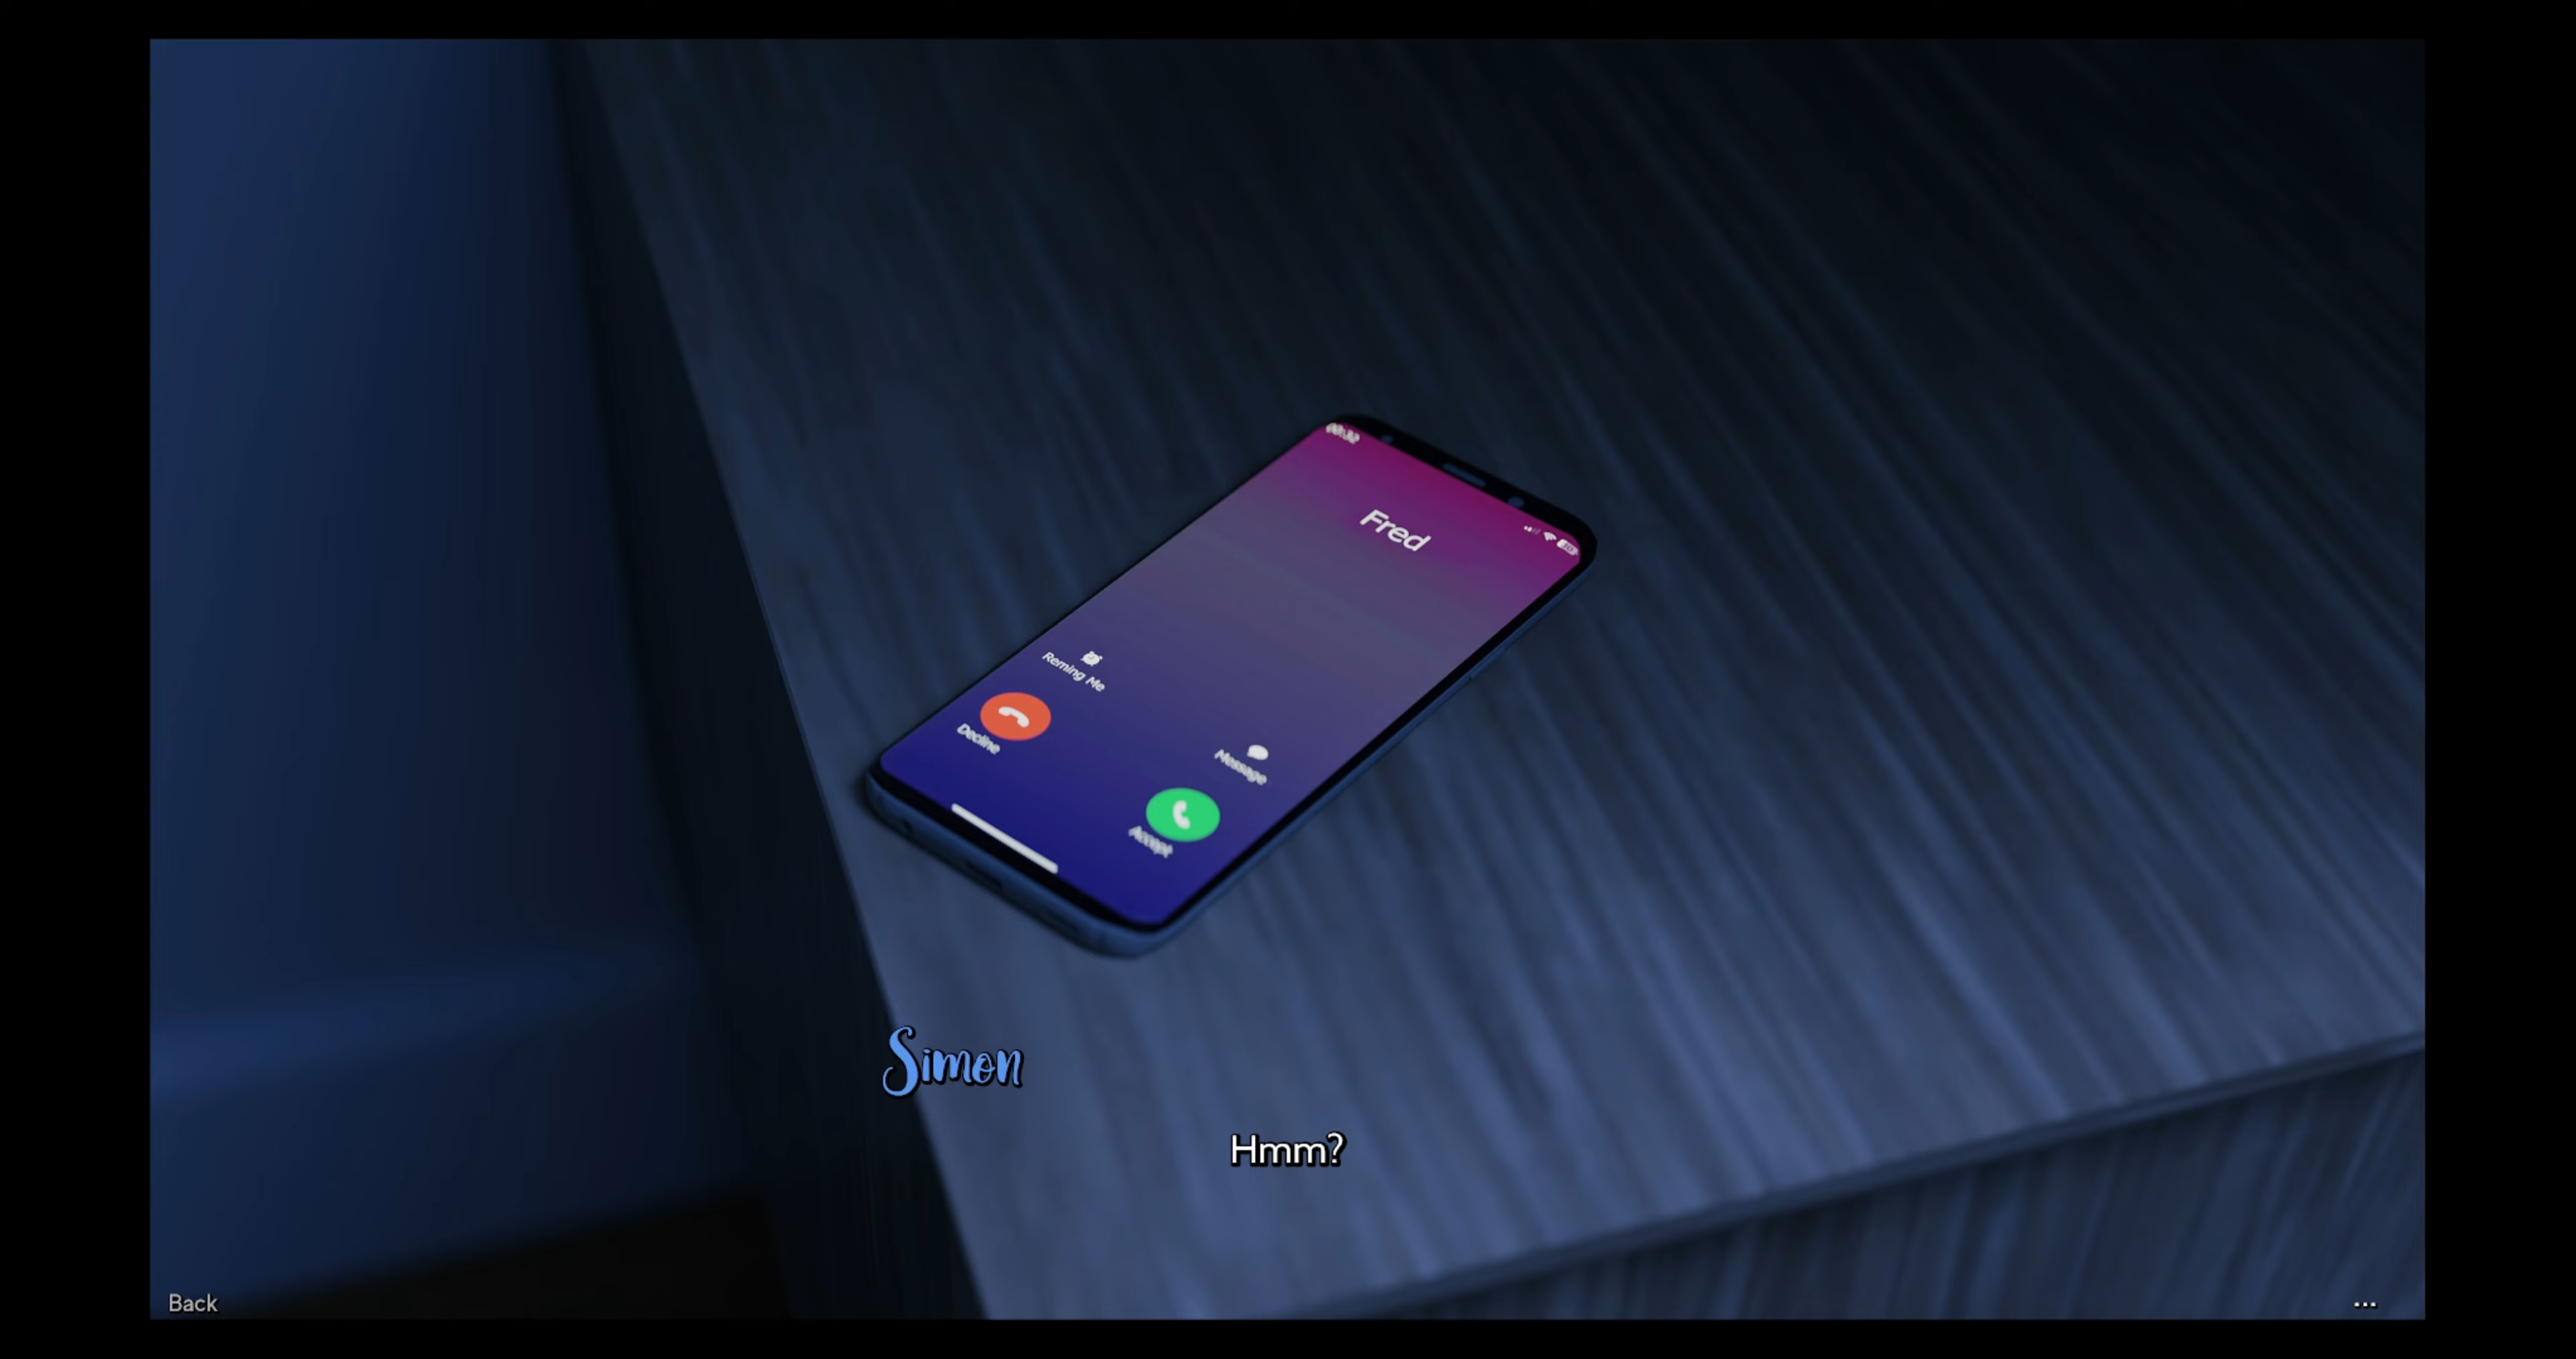 Fred
Reming Me
Decline
Message
Accept
Simon
Hmm?
Back
...